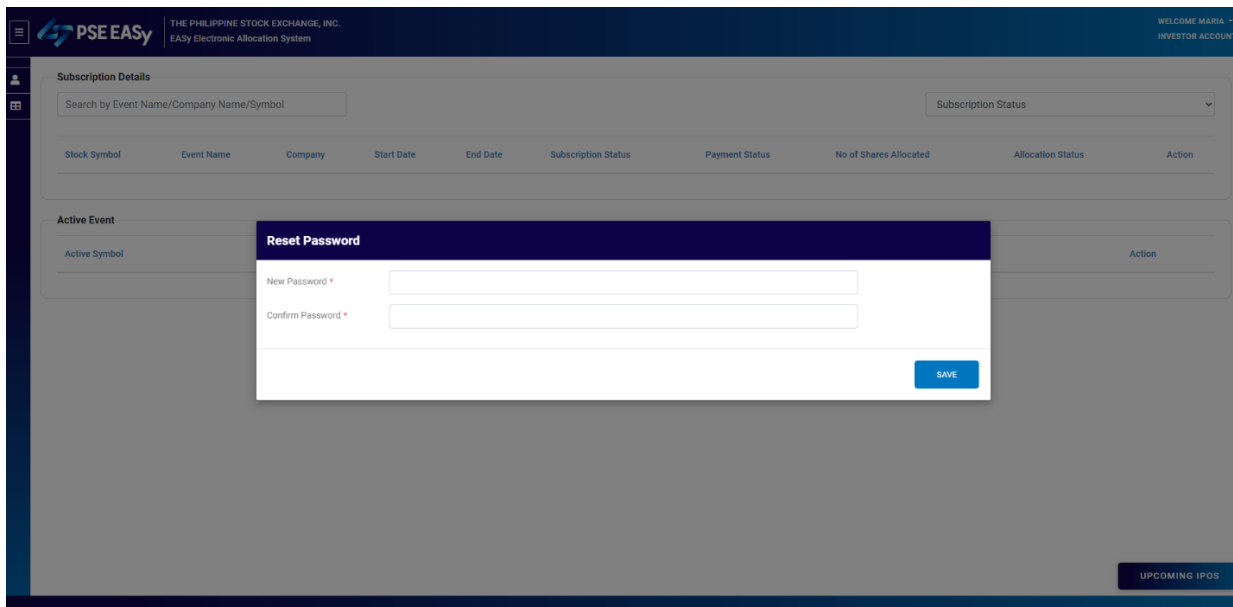 PSE EASy
THE PHILIPPINE STOCK EXCHANGE, INC.
EASy Electronic Allocation System
WELCOME MARIA
INVESTOR ACCOUNT
Subscription Details
Search by Event Name/Company Name/Symbol
Subscription Status
Stock Symbol Event Name Company Start Date End Date Subscription Status Payment Status No of Shares Allocated Allocation Status Action
Active Event
Active Symbol Action
Reset Password
New Password *
Confirm Password *
SAVE
UPCOMING IPOS